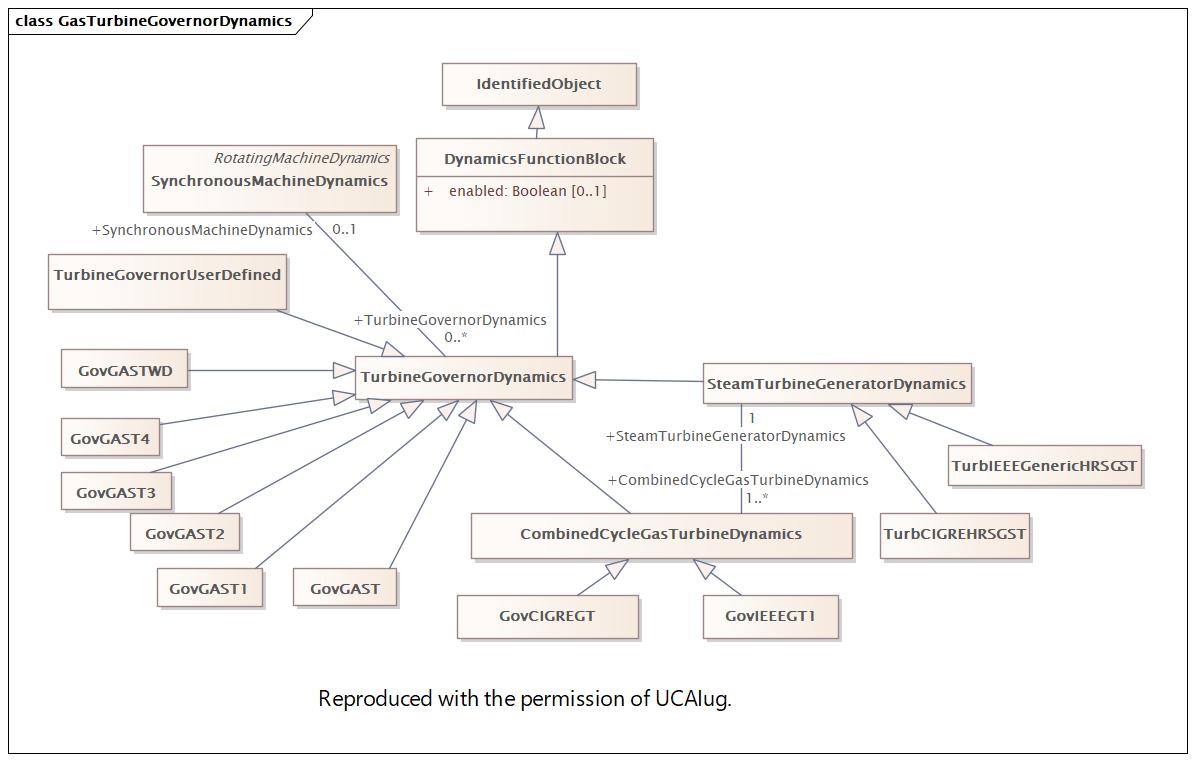 class GasTurbineGovernorDynamics
IdentifiedObject
DynamicsFunctionBlock
+ enabled: Boolean [0..1]
RotatingMachineDynamics
SynchronousMachineDynamics
+SynchronousMachineDynamics 0..1
TurbineGovernorUserDefined
+TurbineGovernorDynamics
0..*
GovGASTWD
TurbineGovernorDynamics
SteamTurbineGeneratorDynamics
1
+SteamTurbineGeneratorDynamics
GovGAST4
TurbIEEEGenericHRSGST
+CombinedCycleGasTurbineDynamics
1..*
GovGAST3
GovGAST2
CombinedCycleGasTurbineDynamics
TurbCIGREHRSGST
GovGAST1
GovGAST
GovCIGREGT
GovIEEEGT1
Reproduced with the permission of UCAIug.